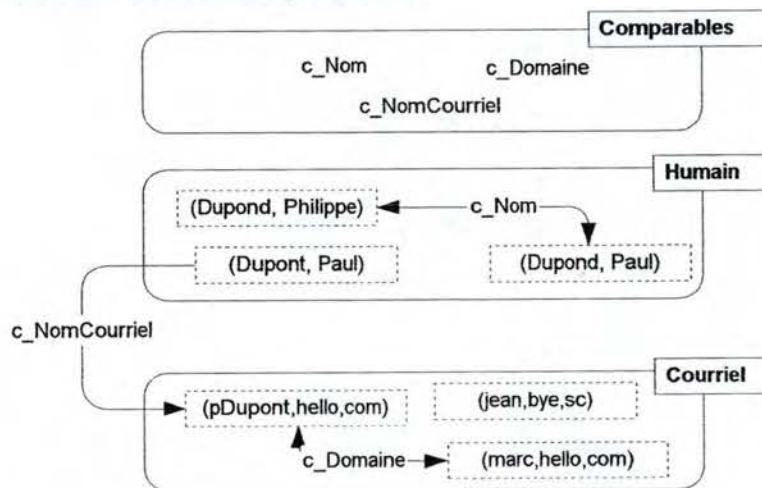 Comparables
c_Nom
c_Domaine
c_NomCourriel
Humain
(Dupond, Philippe)
c_Nom
(Dupont, Paul)
(Dupond, Paul)
c_NomCourriel
Courriel
(pDupont,hello,com)
(jean,bye,sc)
c_Domaine
(marc,hello,com)